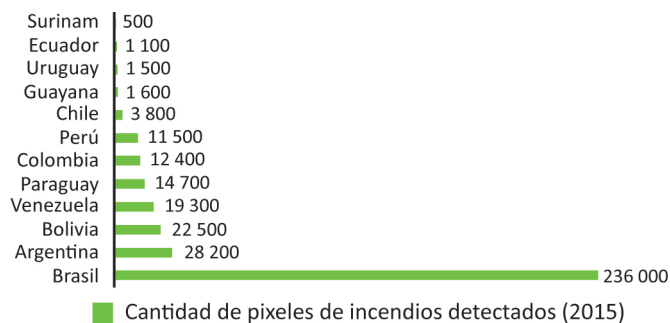 Surinam 500
Ecuador 1 100
Uruguay 1 500
Guayana 1 600
Chile 3 800
Perú 11 500
Colombia 12 400
Paraguay 14 700
Venezuela 19 300
Bolivia 22 500
Argentina 28 200
Brasil 236 000
Cantidad de pixeles de incendios detectados (2015)